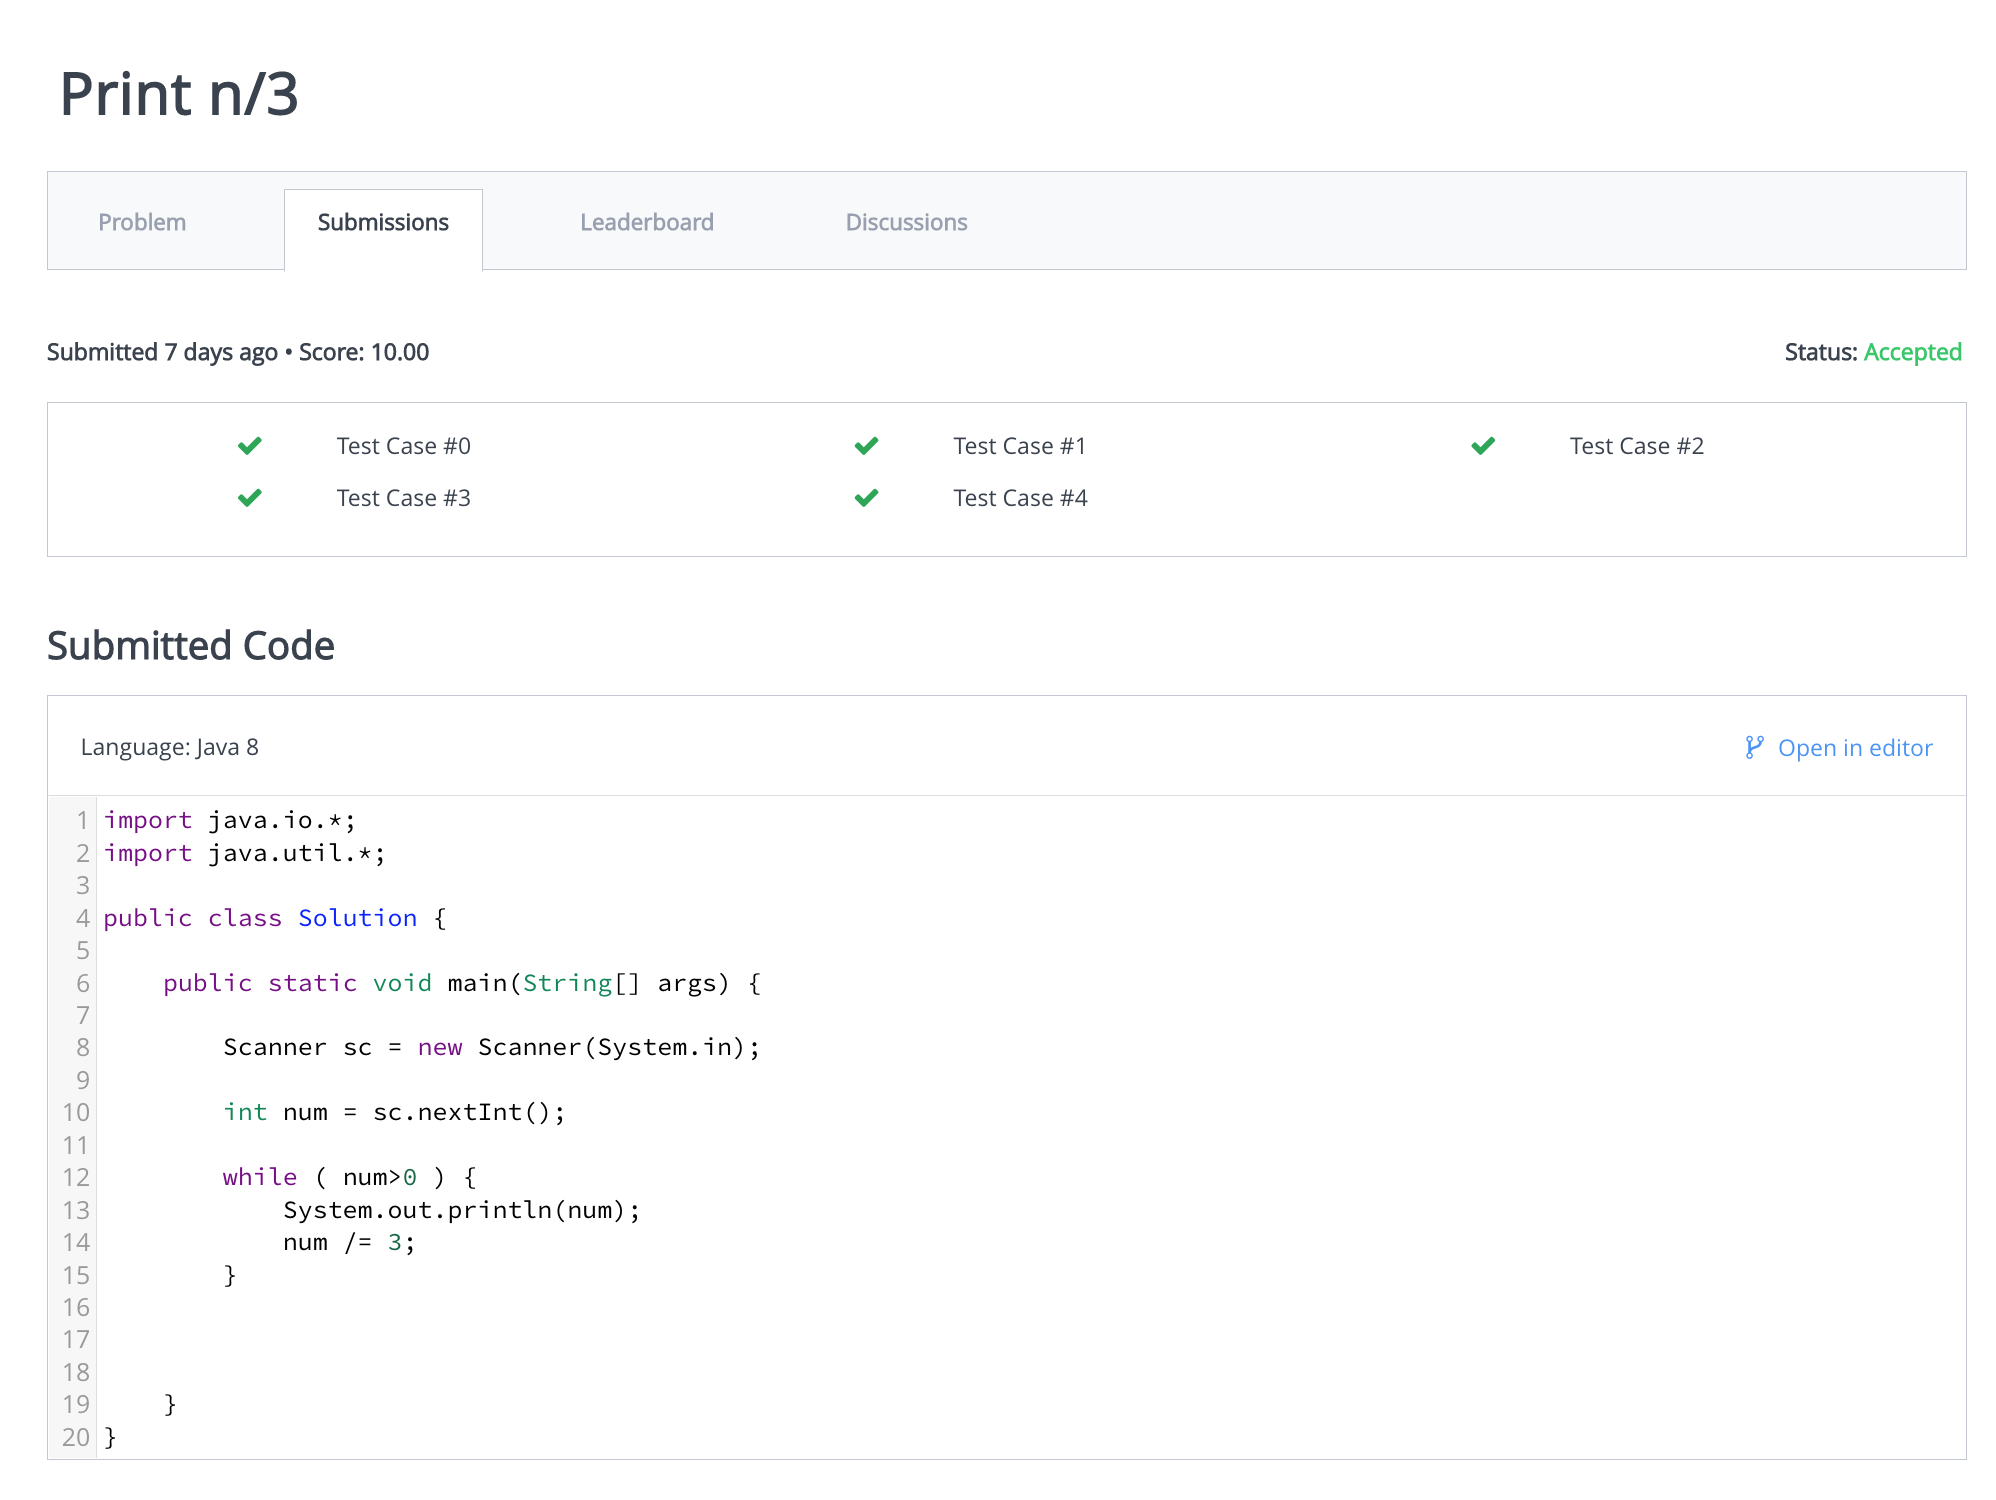 Print n/3
Problem Submissions Leaderboard Discussions
Submitted 7 days ago • Score: 10.00 Status: Accepted
Test Case #0 Test Case #1 Test Case #2
Test Case #3 Test Case #4
Submitted Code
Language: Java 8 Open in editor
1 import java.io.*;
2 import java.util.*;
3
4 public class Solution {
5
6     public static void main(String[] args) {
7
8         Scanner sc = new Scanner(System.in);
9
10         int num = sc.nextInt();
11
12         while ( num>0 ) {
13             System.out.println(num);
14             num /= 3;
15         }
16
17
18
19     }
20 }